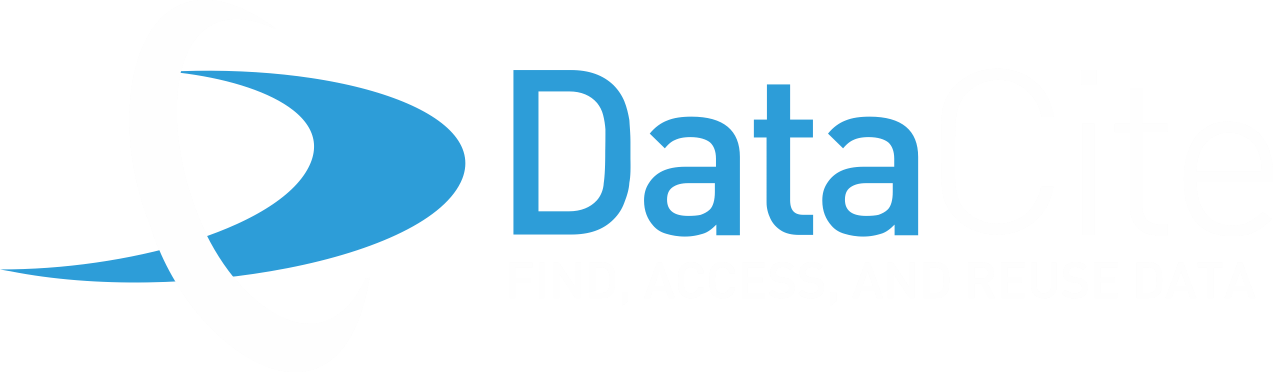 DataCite
FIND, ACCESS, AND REUSE DATA